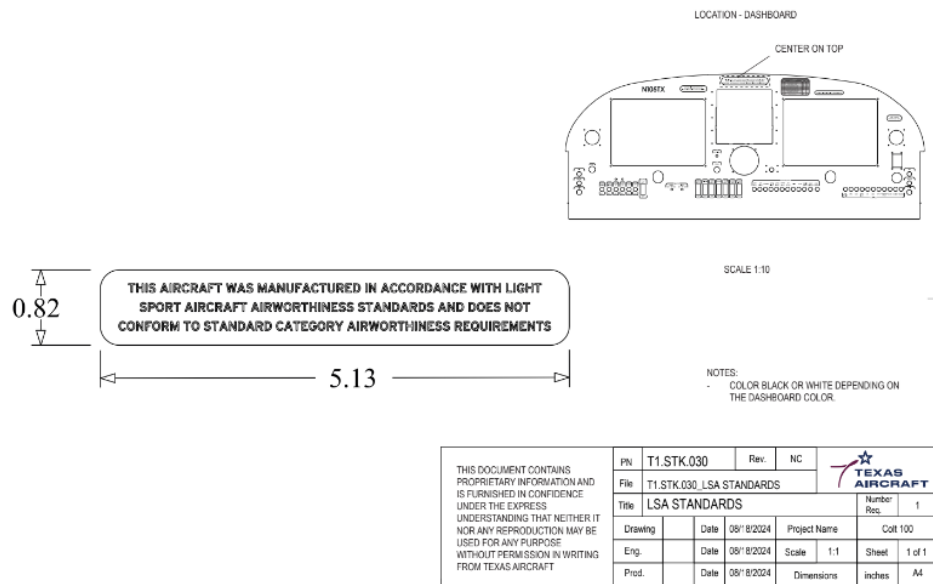 LOCATION - DASHBOARD
CENTER ON TOP
N108TX
SCALE 1:10
0.82
THIS AIRCRAFT WAS MANUFACTURED IN ACCORDANCE WITH LIGHT
SPORT AIRCRAFT AIRWORTHINESS STANDARDS AND DOES NOT
CONFORM TO STANDARD CATEGORY AIRWORTHINESS REQUIREMENTS
5.13
NOTES:
- COLOR BLACK OR WHITE DEPENDING ON
THE DASHBOARD COLOR.
THIS DOCUMENT CONTAINS
PROPRIETARY INFORMATION AND
IS FURNISHED IN CONFIDENCE
UNDER THE EXPRESS
UNDERSTANDING THAT NEITHER IT
NOR ANY REPRODUCTION MAY BE
USED FOR ANY PURPOSE
WITHOUT PERMISSION IN WRITING
FROM TEXAS AIRCRAFT
PN T1.STK.030 Rev. NC
TEXAS
AIRCRAFT
File T1.STK.030_LSA STANDARDS
Title LSA STANDARDS Number Req. 1
Drawing Date 08/18/2024 Project Name Colt 100
Eng. Date 08/18/2024 Scale 1:1 Sheet 1 of 1
Prod. Date 08/18/2024 Dimensions inches A4